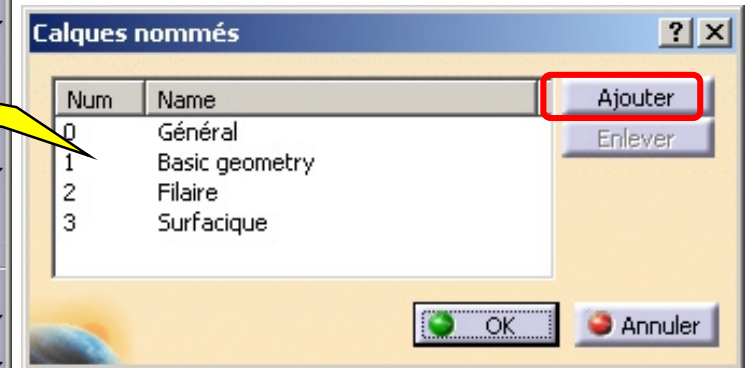 Calques nommés
Num Name
0 Général
1 Basic geometry
2 Filaire
3 Surfacique
Ajouter
Enlever
OK
Annuler